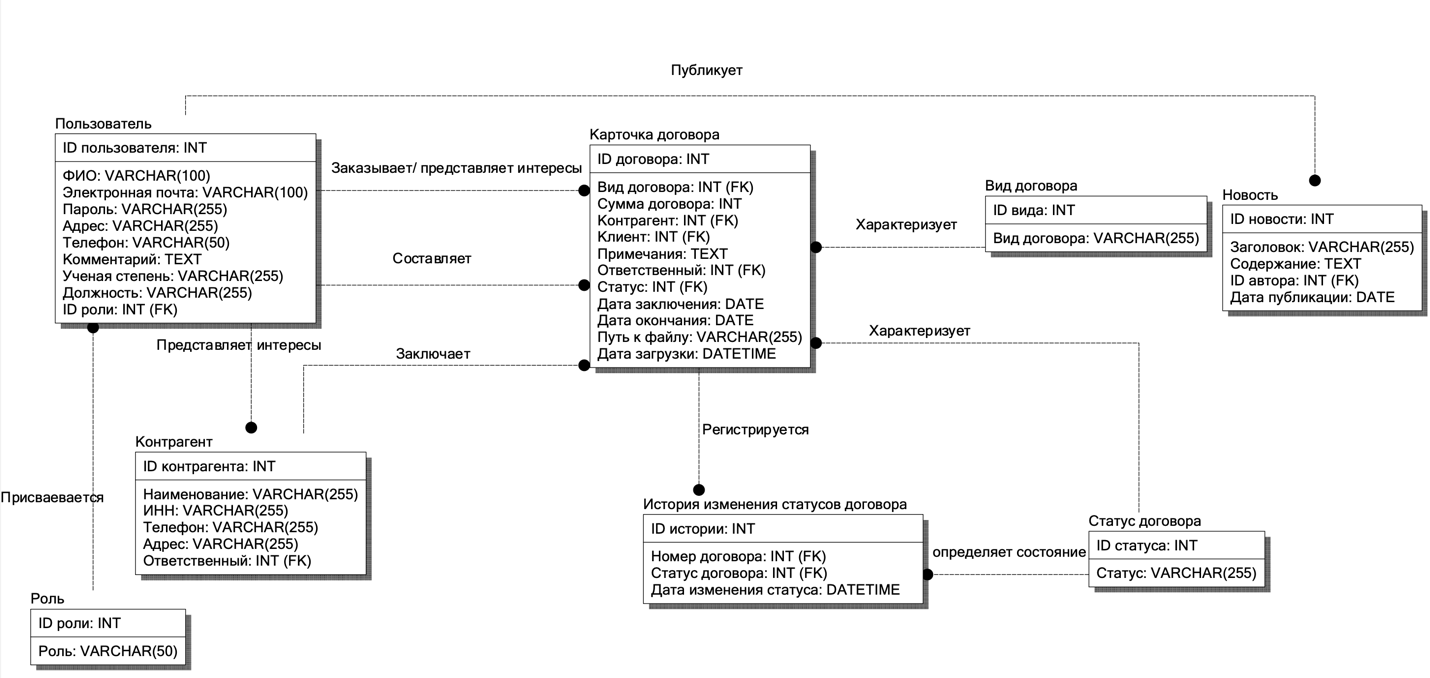 Публикует
Пользователь
ID пользователя: INT
ФИО: VARCHAR(100)
Электронная почта: VARCHAR(100)
Пароль: VARCHAR(255)
Адрес: VARCHAR(255)
Телефон: VARCHAR(50)
Комментарий: TEXT
Ученая степень: VARCHAR(255)
Должность: VARCHAR(255)
ID роли: INT (FK)
Заказывает/ представляет интересы
Составляет
Представляет интересы
Заключает
Карточка договора
ID договора: INT
Вид договора: INT (FK)
Сумма договора: INT
Контрагент: INT (FK)
Клиент: INT (FK)
Примечания: TEXT
Ответственный: INT (FK)
Статус: INT (FK)
Дата заключения: DATE
Дата окончания: DATE
Путь к файлу: VARCHAR(255)
Дата загрузки: DATETIME
Характеризует
Вид договора
ID вида: INT
Вид договора: VARCHAR(255)
Новость
ID новости: INT
Заголовок: VARCHAR(255)
Содержание: TEXT
ID автора: INT (FK)
Дата публикации: DATE
Характеризует
Регистрируется
Контрагент
ID контрагента: INT
Наименование: VARCHAR(255)
ИНН: VARCHAR(255)
Телефон: VARCHAR(255)
Адрес: VARCHAR(255)
Ответственный: INT (FK)
Присваевается
Роль
ID роли: INT
Роль: VARCHAR(50)
История изменения статусов договора
ID истории: INT
Номер договора: INT (FK)
Статус договора: INT (FK)
Дата изменения статуса: DATETIME
определяет состояние
Статус договора
ID статуса: INT
Статус: VARCHAR(255)